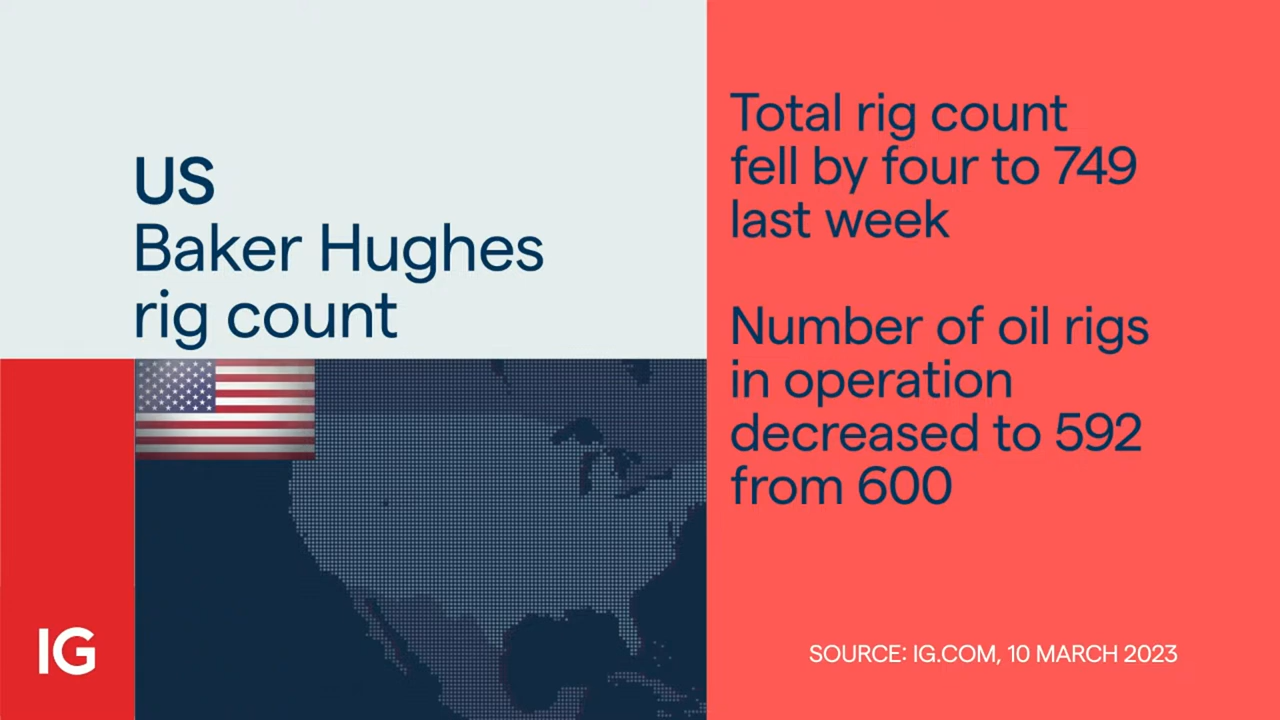 US
Baker Hughes
rig count
Total rig count
fell by four to 749
last week
Number of oil rigs
in operation
decreased to 592
from 600
IG
SOURCE: IG.COM, 10 MARCH 2023